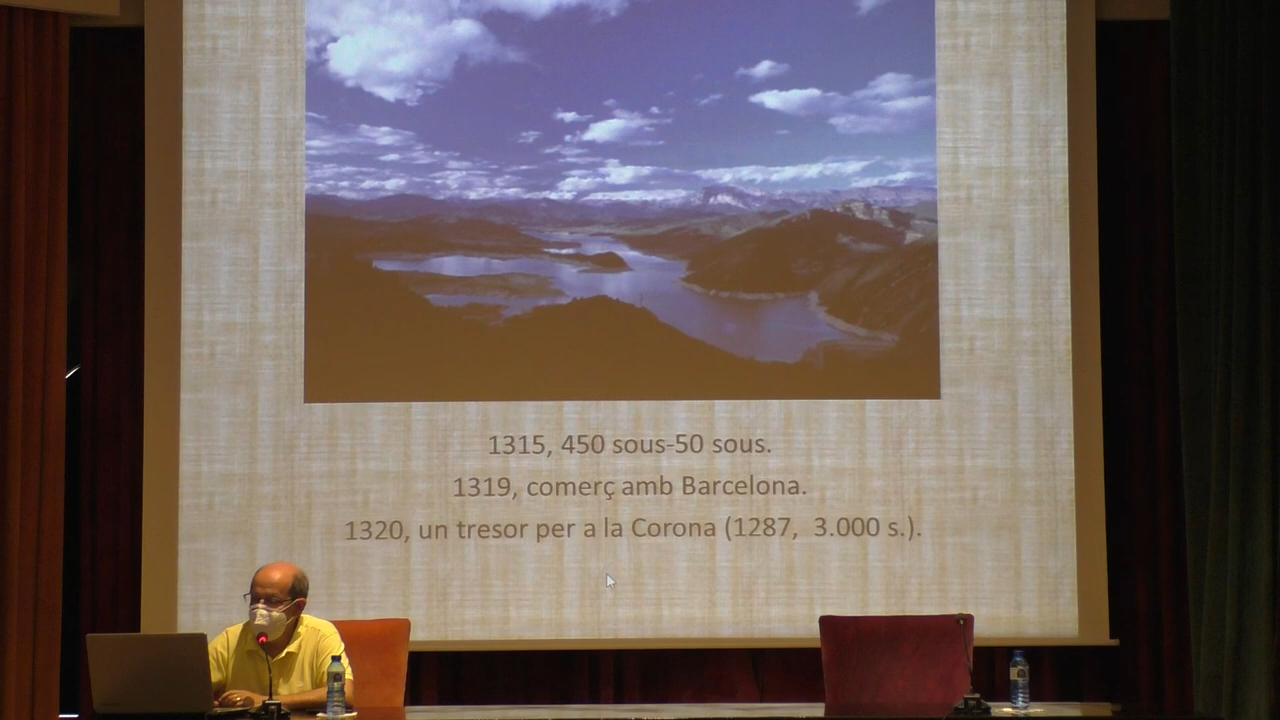 1315, 450 sous-50 sous.
1319, comerç amb Barcelona.
1320, un tresor per a la Corona (1287, 3.000 s.).